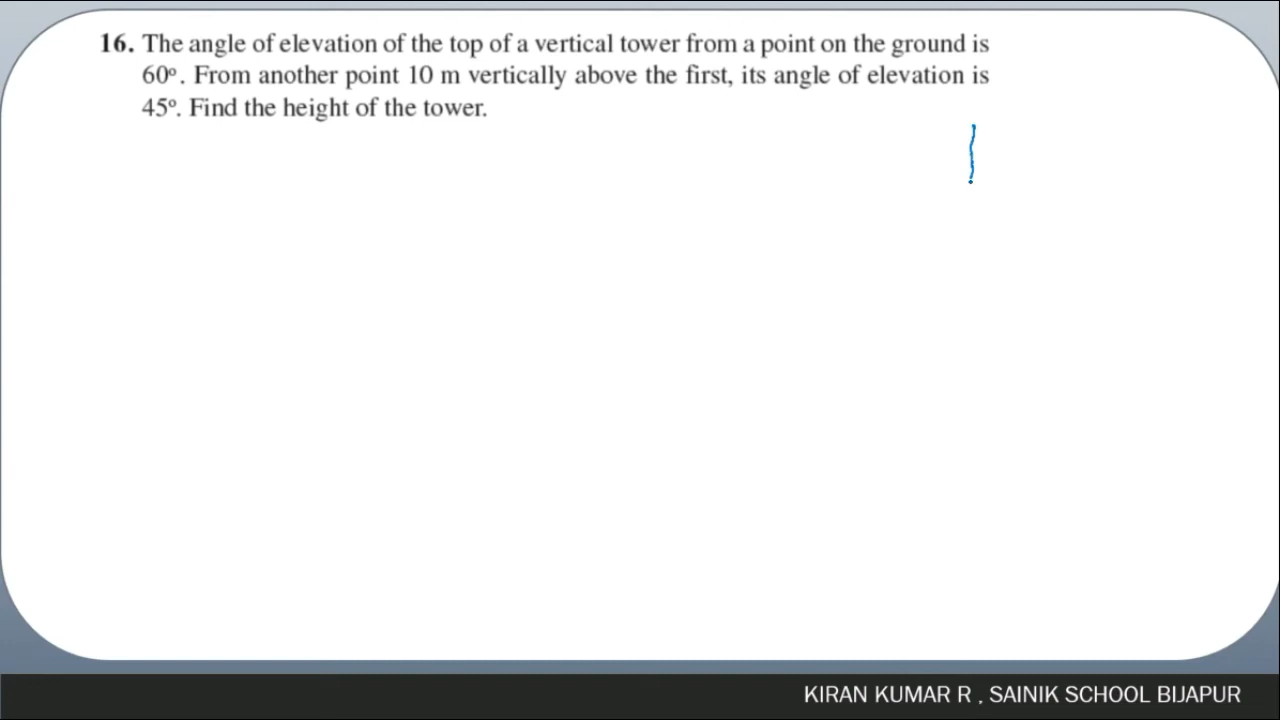 16. The angle of elevation of the top of a vertical tower from a point on the ground is
60°. From another point 10 m vertically above the first, its angle of elevation is
45°. Find the height of the tower.
KIRAN KUMAR R , SAINIK SCHOOL BIJAPUR